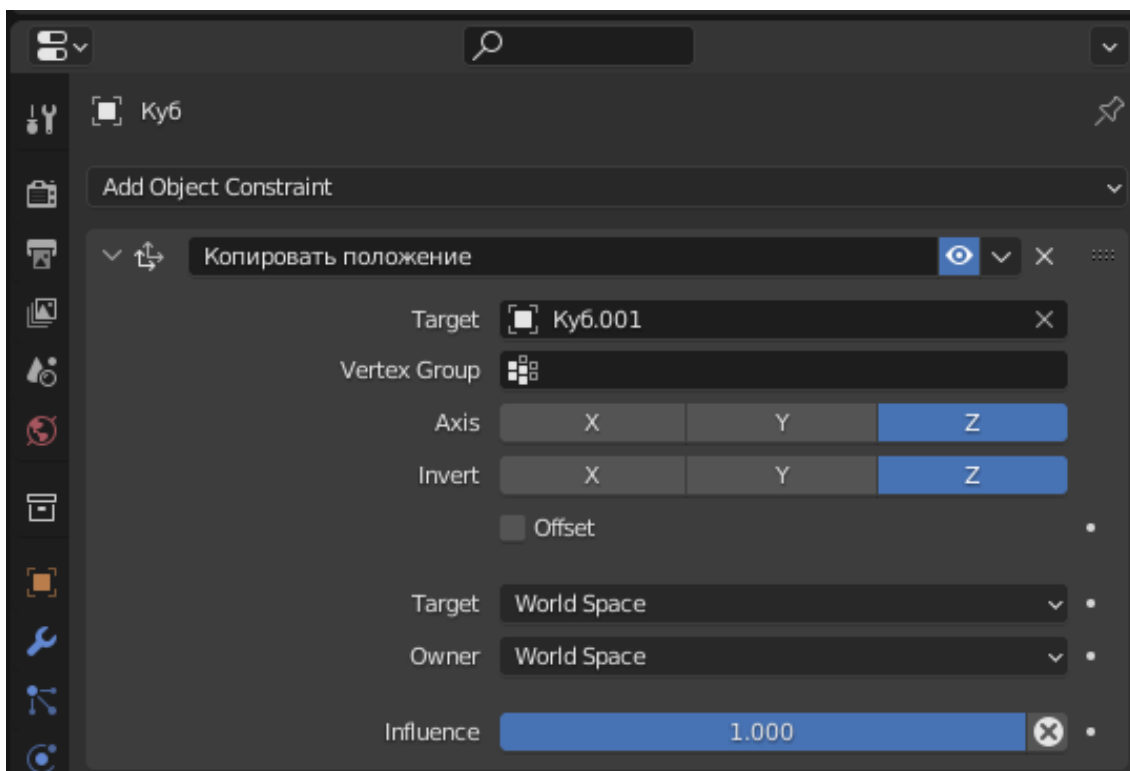 Куб
Add Object Constraint
Копировать положение
Target Куб.001
Vertex Group
Axis X Y Z
Invert X Y Z
Offset
Target World Space
Owner World Space
Influence 1.000